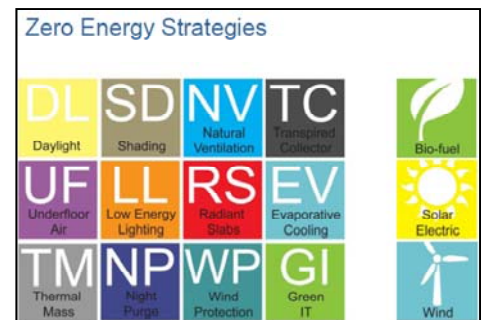 Zero Energy Strategies
DL SD NV TC
Daylight Shading Natural Ventilation Transpired Collector Bio-fuel
UF LL RS EV
Underfloor Air Low Energy Lighting Radiant Slabs Evaporative Cooling Solar Electric
TM NP WP GI
Thermal Mass Night Purge Wind Protection Green IT Wind